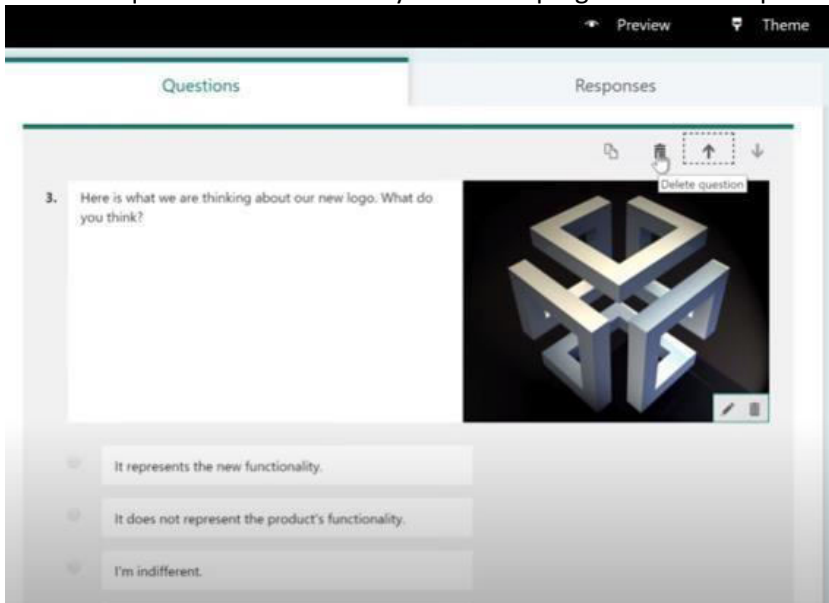 Preview Theme
Questions Responses
Delete question
3. Here is what we are thinking about our new logo. What do
you think?
It represents the new functionality.
It does not represent the product's functionality.
I'm indifferent.